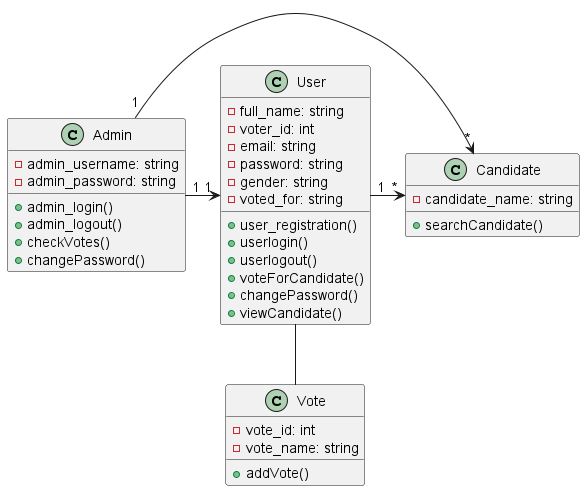 1
*
C Admin
admin_username: string
admin_password: string
admin_login()
admin_logout()
checkVotes()
changePassword()
1 1
C User
full_name: string
voter_id: int
email: string
password: string
gender: string
voted_for: string
user_registration()
userlogin()
userlogout()
voteForCandidate()
changePassword()
viewCandidate()
1 *
C Candidate
candidate_name: string
searchCandidate()
C Vote
vote_id: int
vote_name: string
addVote()